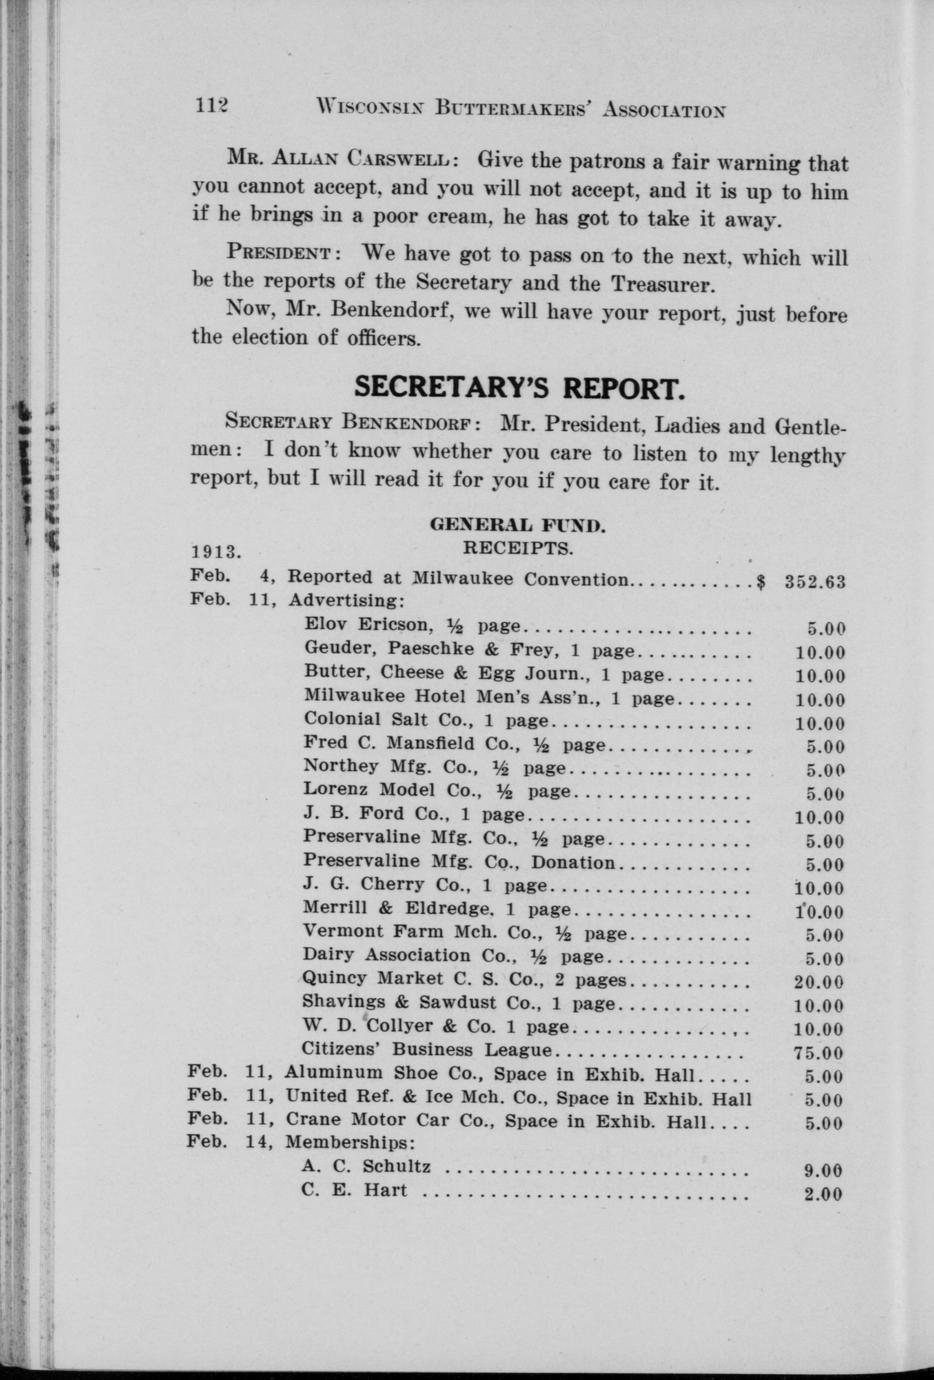 112 Wisconsin Buttermakers' Association
Mr. Allan Carswell: Give the patrons a fair warning that
you cannot accept, and you will not accept, and it is up to him
if he brings in a poor cream, he has got to take it away.
President: We have got to pass on to the next, which will
be the reports of the Secretary and the Treasurer.
Now, Mr. Benkendorf, we will have your report, just before
the election of officers.
SECRETARY'S REPORT.
Secretary Benkendorf: Mr. President, Ladies and Gentle-
men: I don't know whether you care to listen to my lengthy
report, but I will read it for you if you care for it.
GENERAL FUND.
1913. RECEIPTS.
Feb. 4, Reported at Milwaukee Convention............$ 352.63
Feb. 11, Advertising:
Elov Ericson, ½ page.................... 5.00
Geuder, Paeschke & Frey, 1 page........... 10.00
Butter, Cheese & Egg Journ., 1 page........ 10.00
Milwaukee Hotel Men's Ass'n., 1 page....... 10.00
Colonial Salt Co., 1 page.................. 10.00
Fred C. Mansfield Co., ½ page............. 5.00
Northey Mfg. Co., ½ page................ 5.00
Lorenz Model Co., ½ page................ 5.00
J. B. Ford Co., 1 page.................... 10.00
Preservaline Mfg. Co., ½ page............. 5.00
Preservaline Mfg. Co., Donation............ 5.00
J. G. Cherry Co., 1 page.................. 10.00
Merrill & Eldredge, 1 page................ 10.00
Vermont Farm Mch. Co., ½ page........... 5.00
Dairy Association Co., ½ page............. 5.00
Quincy Market C. S. Co., 2 pages........... 20.00
Shavings & Sawdust Co., 1 page............ 10.00
W. D. Collyer & Co. 1 page................ 10.00
Citizens' Business League................. 75.00
Feb. 11, Aluminum Shoe Co., Space in Exhib. Hall..... 5.00
Feb. 11, United Ref. & Ice Mch. Co., Space in Exhib. Hall 5.00
Feb. 11, Crane Motor Car Co., Space in Exhib. Hall.... 5.00
Feb. 14, Memberships:
A. C. Schultz ........................... 9.00
C. E. Hart ............................. 2.00